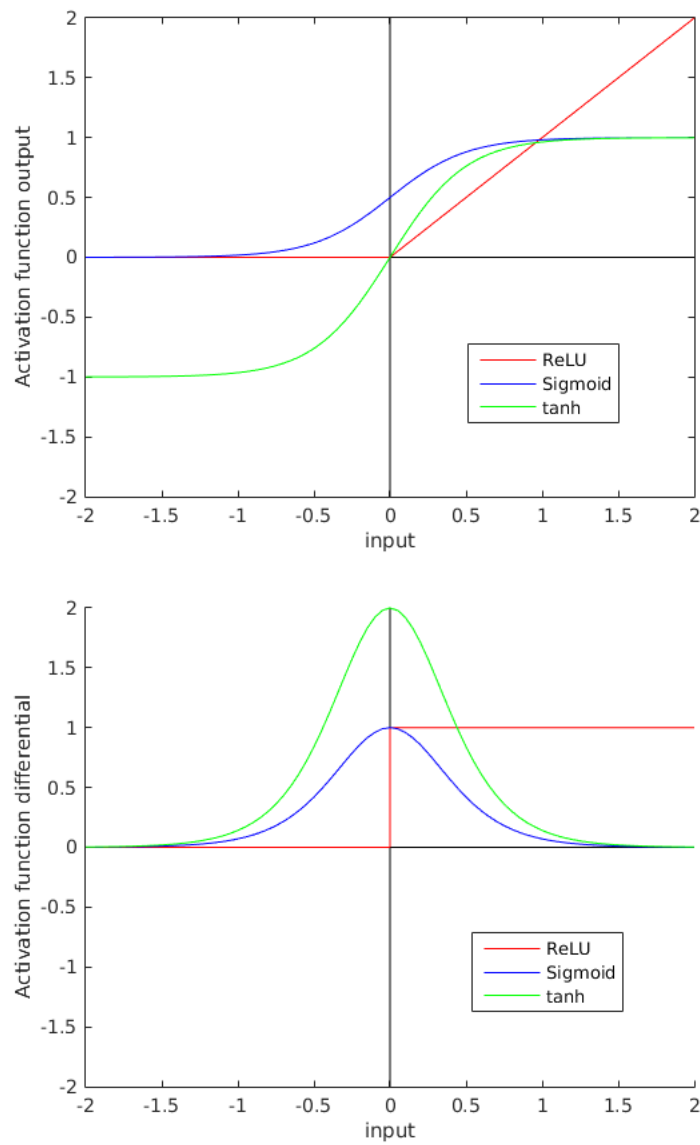 2
1.5
1
0.5
0
-0.5
-1
-1.5
-2
Activation function output
ReLU
Sigmoid
tanh
-2 -1.5 -1 -0.5 0 0.5 1 1.5 2
input
2
1.5
1
0.5
0
-0.5
-1
-1.5
-2
Activation function differential
ReLU
Sigmoid
tanh
-2 -1.5 -1 -0.5 0 0.5 1 1.5 2
input